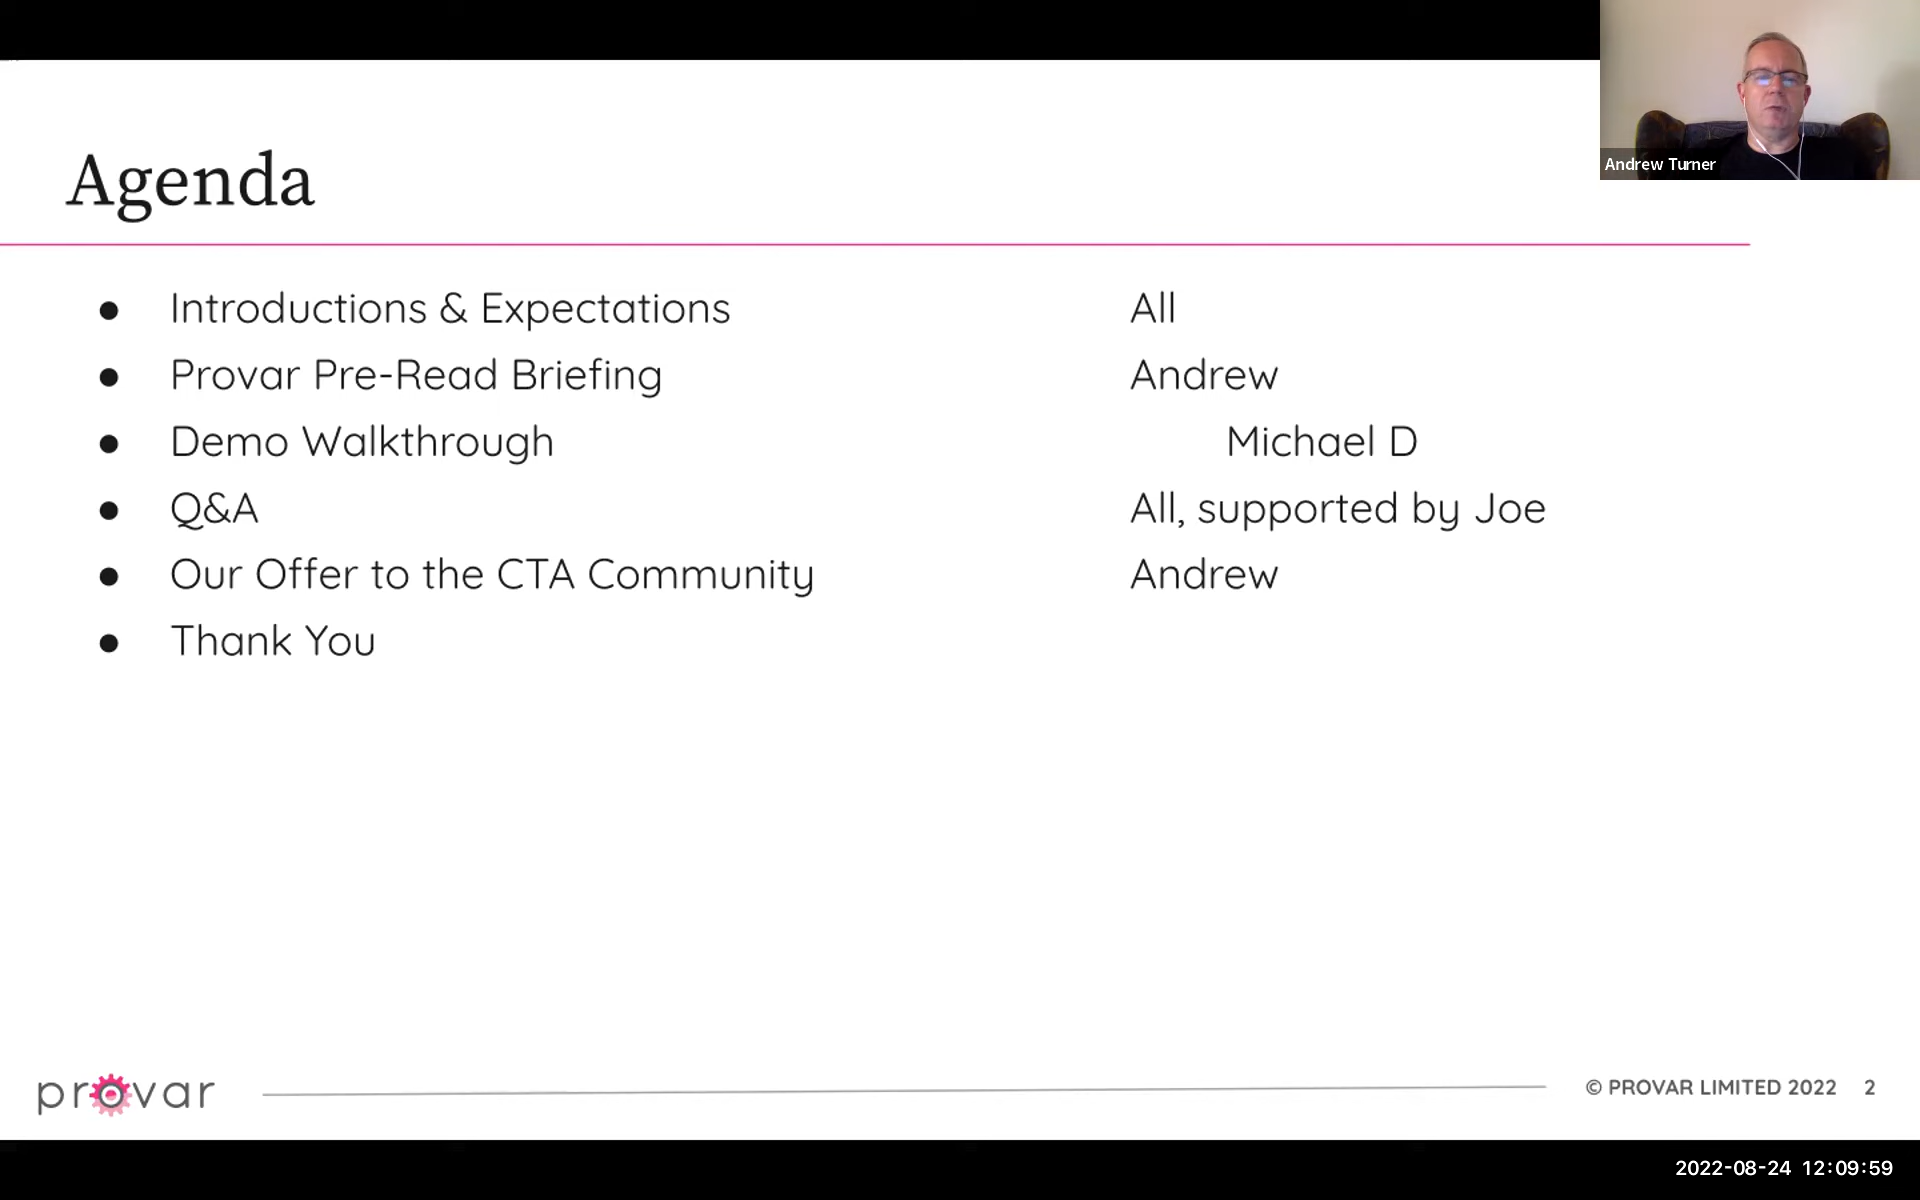 Andrew Turner
Agenda
● Introductions & Expectations All
● Provar Pre-Read Briefing Andrew
● Demo Walkthrough Michael D
● Q&A All, supported by Joe
● Our Offer to the CTA Community Andrew
● Thank You
provar
© PROVAR LIMITED 2022 2
2022-08-24 12:09:59